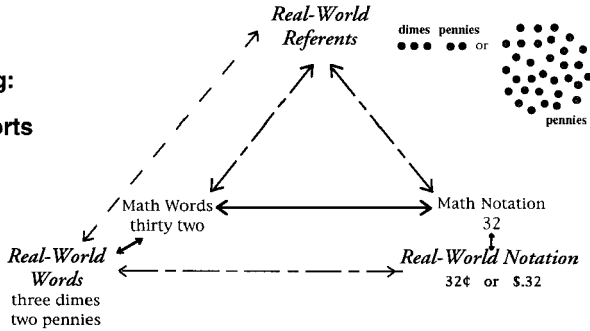 Real-World
Referents
dimes pennies
or
pennies
Math Words
thirty two
Math Notation
32
Real-World
Words
three dimes
two pennies
Real-World Notation
32¢ or $.32